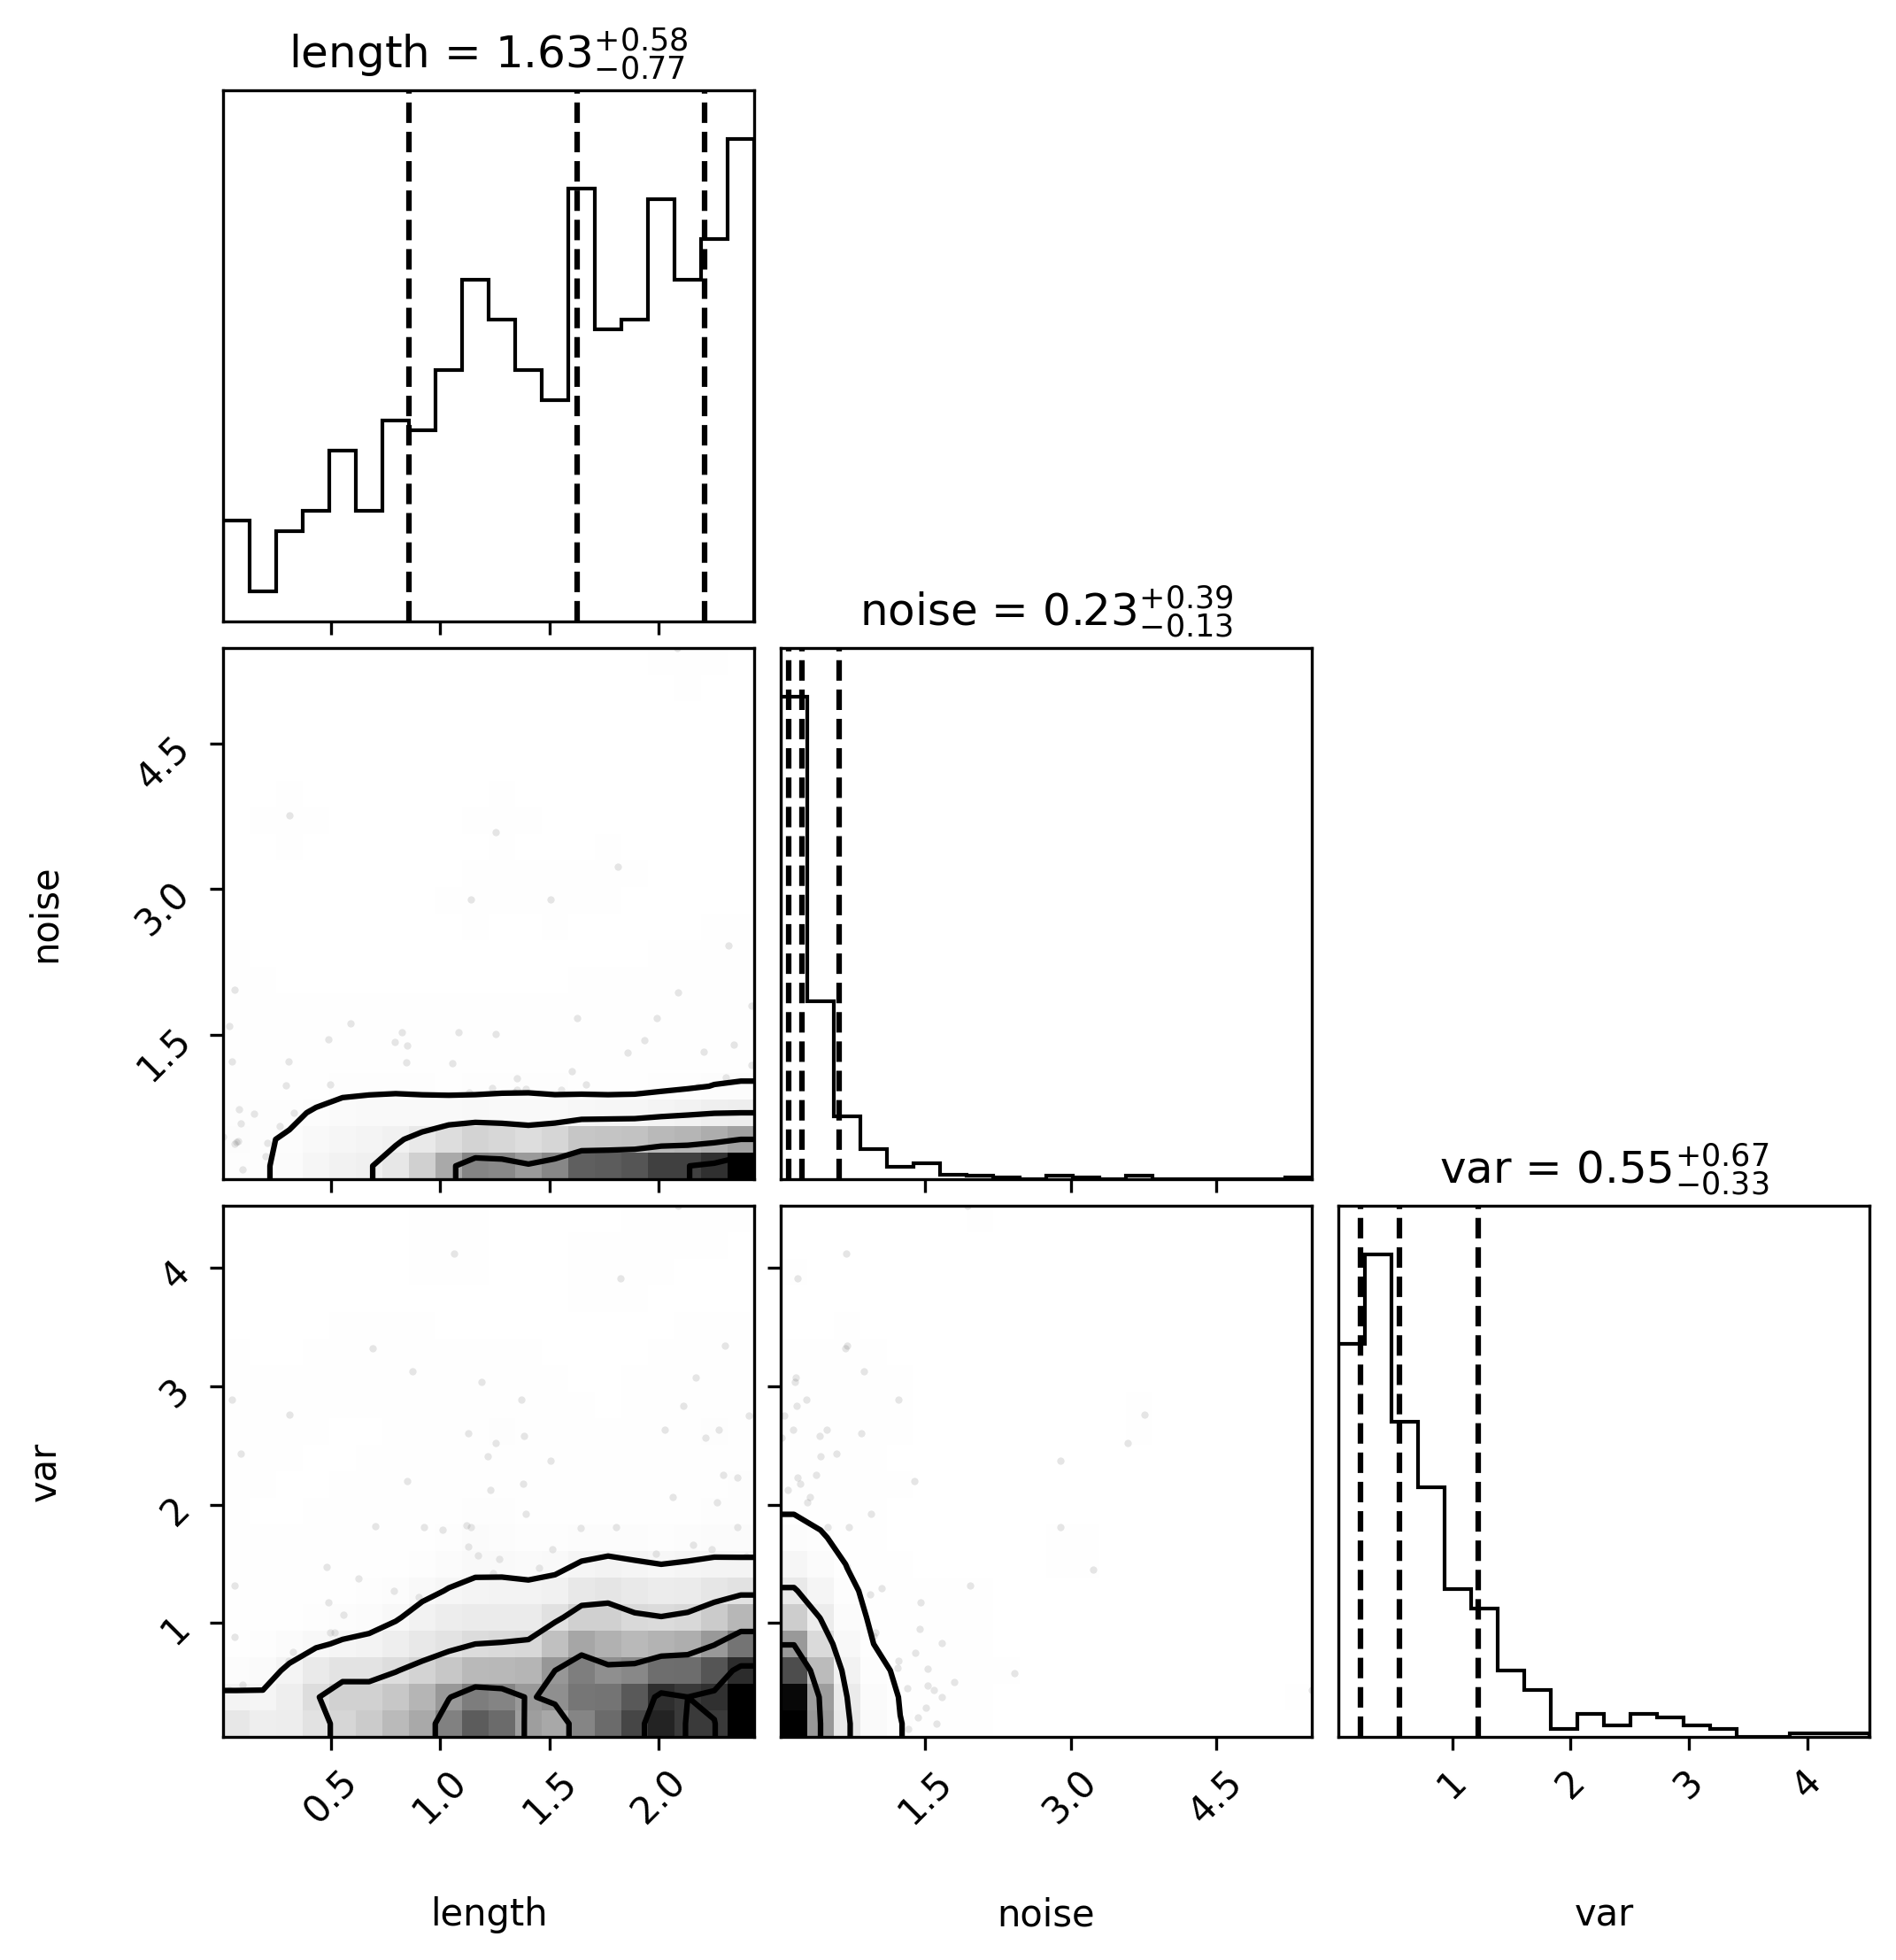 length = 1.63 +0.58 −0.77
noise = 0.23 +0.39 −0.13
4.5
3.0
1.5
noise
var = 0.55 +0.67 −0.33
4
3
2
1
var
0.5 1.0 1.5 2.0 1.5 3.0 4.5 1 2 3 4
length noise var